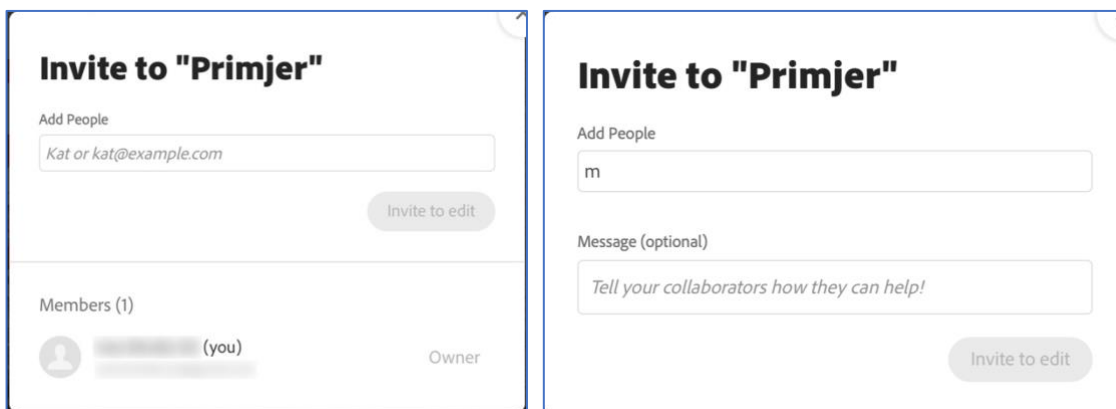 Invite to "Primjer"
Add People
Kat or kat@example.com
Invite to edit
Members (1)
(you)
Owner
Invite to "Primjer"
Add People
m
Message (optional)
Tell your collaborators how they can help!
Invite to edit